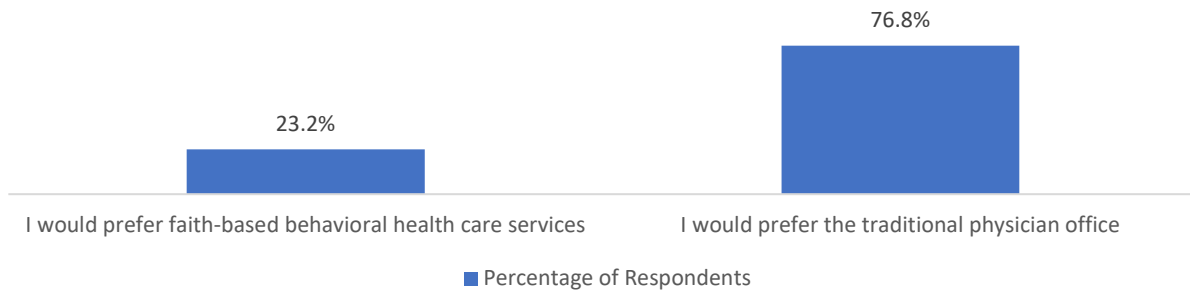 76.8%
23.2%
I would prefer faith-based behavioral health care services
I would prefer the traditional physician office
Percentage of Respondents